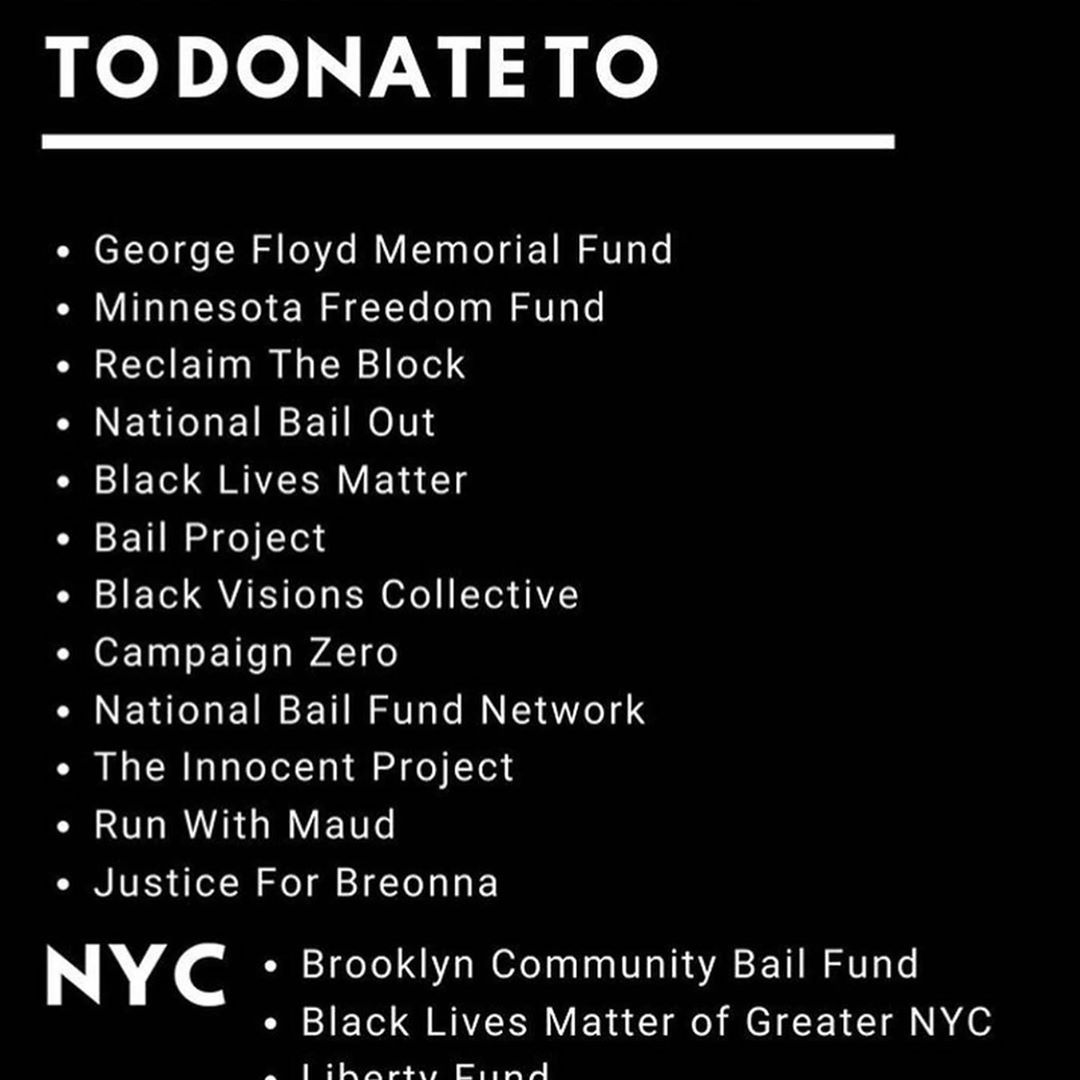 TO DONATE TO
• George Floyd Memorial Fund
• Minnesota Freedom Fund
• Reclaim The Block
• National Bail Out
• Black Lives Matter
• Bail Project
• Black Visions Collective
• Campaign Zero
• National Bail Fund Network
• The Innocent Project
• Run With Maud
• Justice For Breonna
NYC
• Brooklyn Community Bail Fund
• Black Lives Matter of Greater NYC
• Liberty Fund